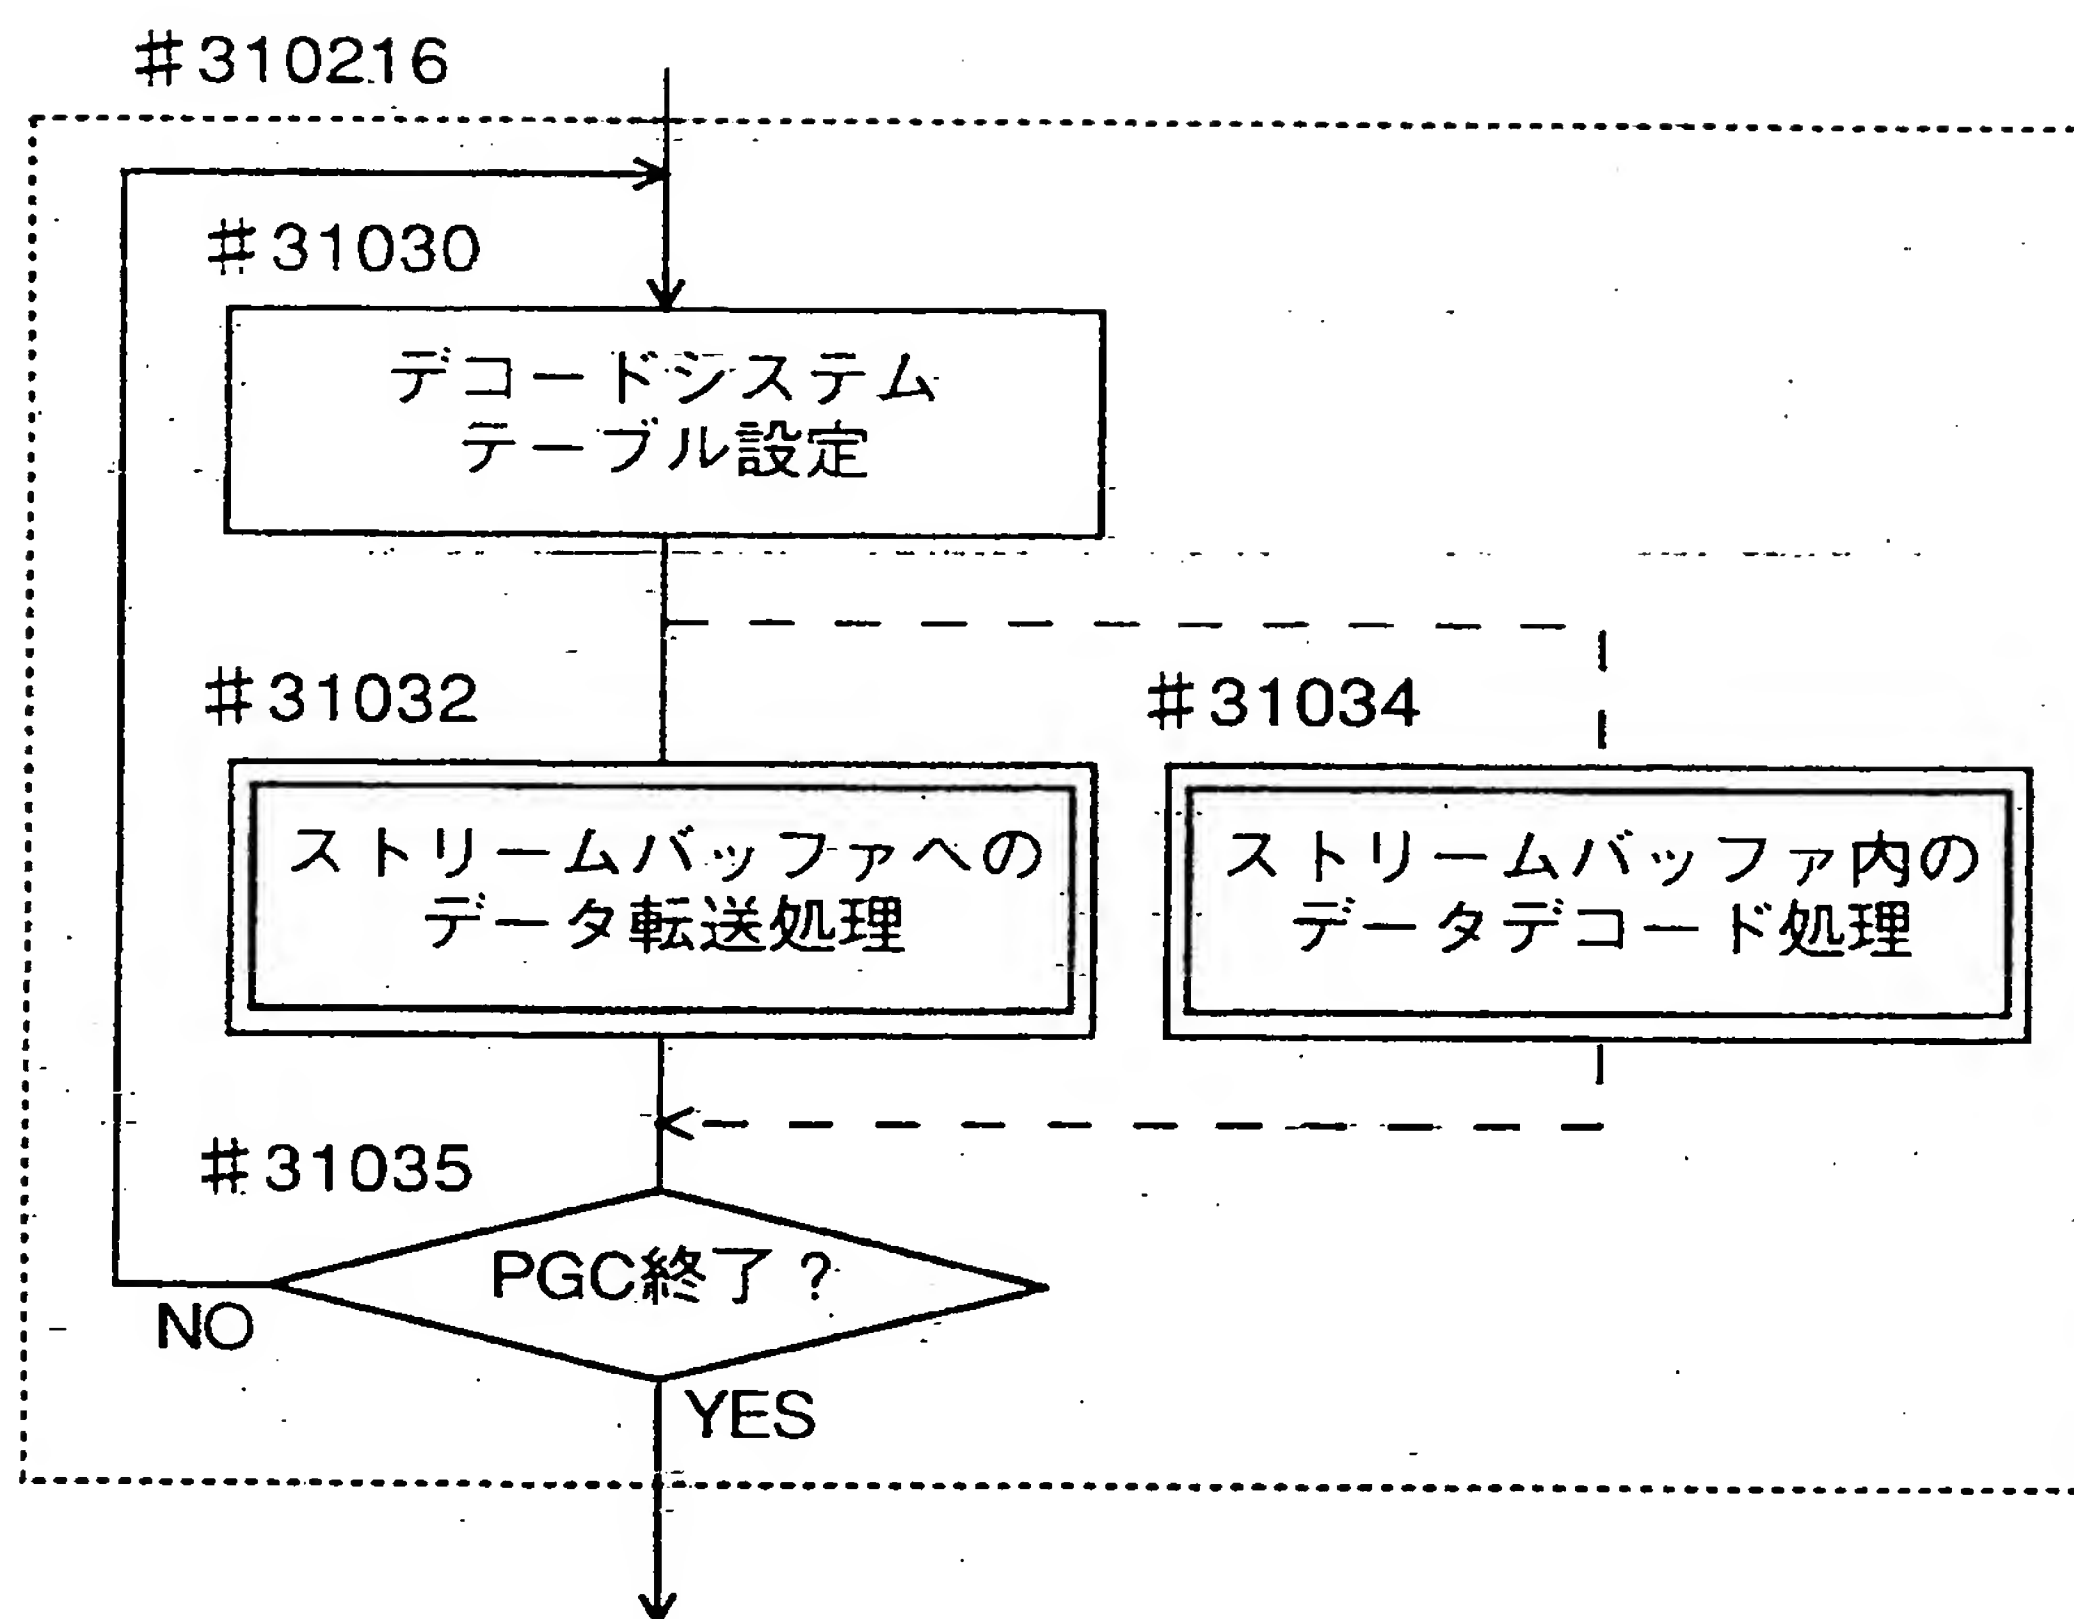 #310216
#31030
デコードシステム
テーブル設定
#31032
#31034
ストリームバッファへの
データ転送処理
ストリームバッファ内の
データデコード処理
#31035
PGC終了?
NO
YES